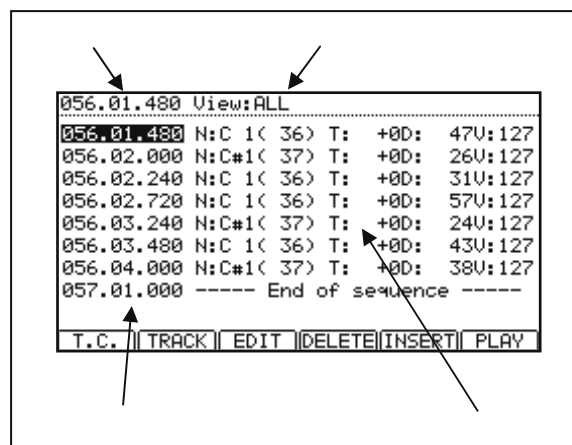 056.01.480 View:ALL
056.01.480 N:C 1( 36) T: +0D: 47V:127
056.02.000 N:C#1( 37) T: +0D: 26V:127
056.02.240 N:C 1( 36) T: +0D: 31V:127
056.02.720 N:C 1( 36) T: +0D: 57V:127
056.03.240 N:C#1( 37) T: +0D: 24V:127
056.03.480 N:C 1( 36) T: +0D: 43V:127
056.04.000 N:C#1( 37) T: +0D: 38V:127
057.01.000 ----- End of sequence -----
T.C. TRACK EDIT DELETE INSERT PLAY